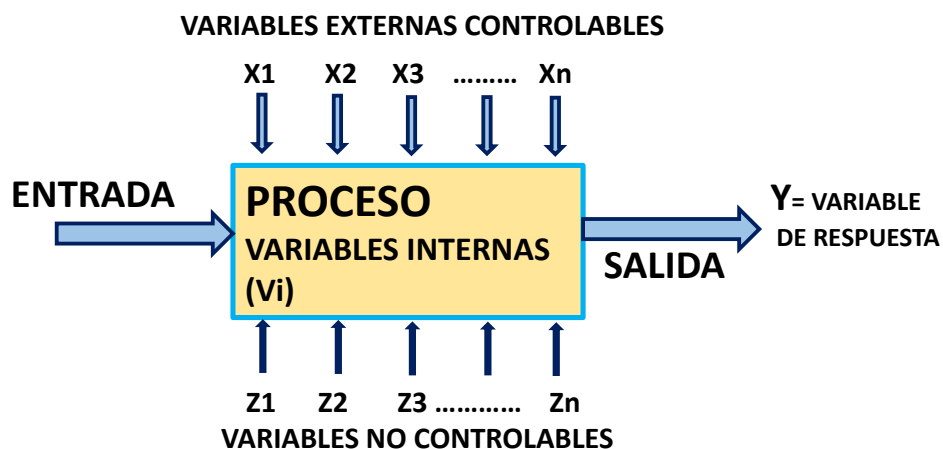 VARIABLES EXTERNAS CONTROLABLES
X1 X2 X3 ……… Xn
ENTRADA
PROCESO
VARIABLES INTERNAS
(Vi)
Y= VARIABLE
DE RESPUESTA
SALIDA
Z1 Z2 Z3 ………… Zn
VARIABLES NO CONTROLABLES